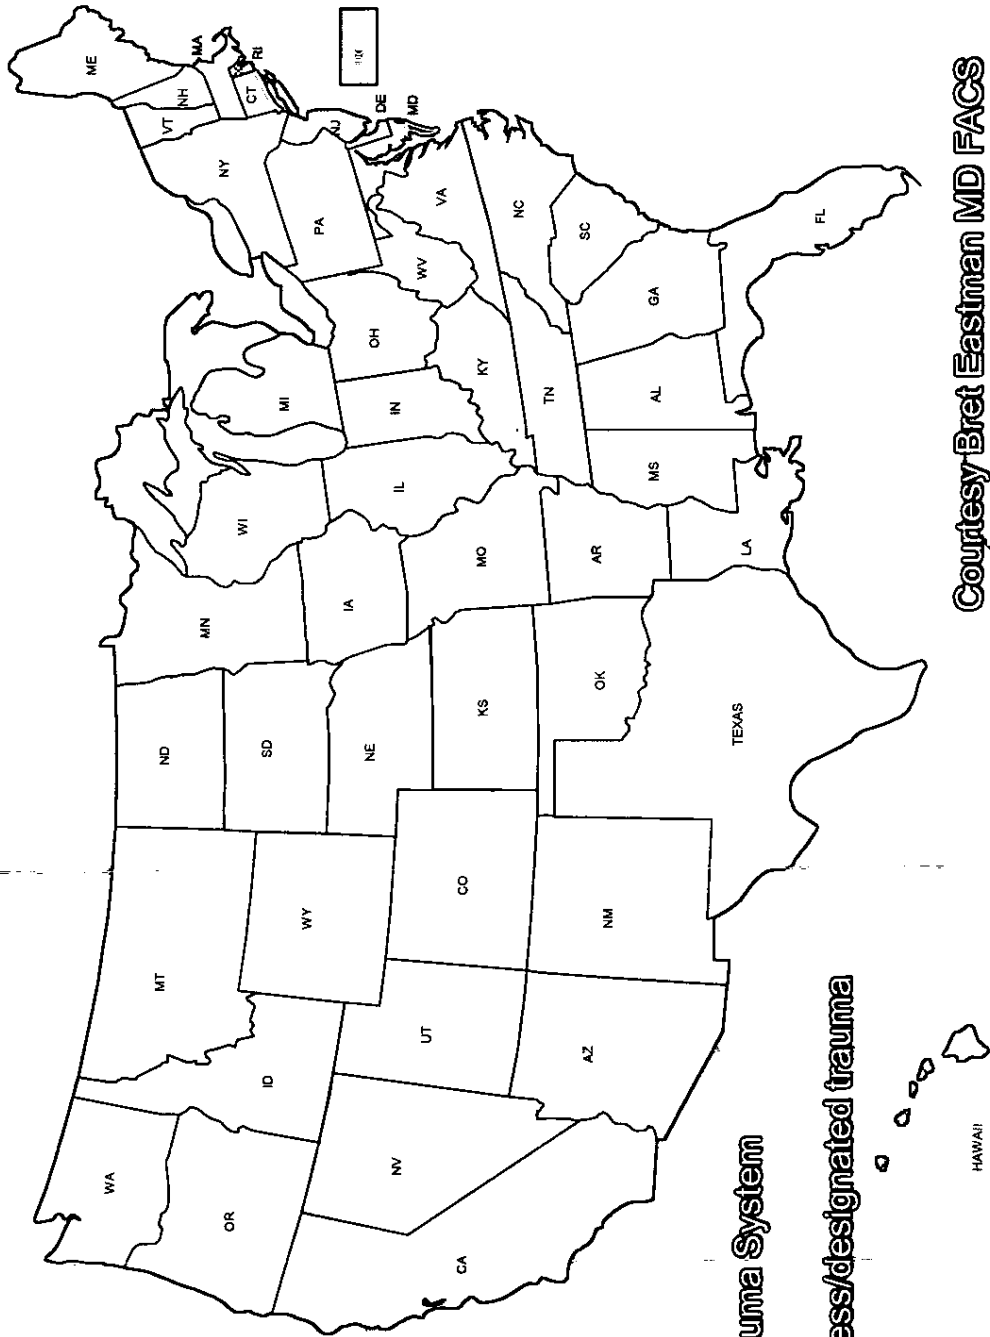 WA
MT
ND
MN
ME
VT
NH
MA
RI
CT
NY
OR
ID
SD
WI
MI
PA
NJ
WY
IA
OH
DE
MD
NV
UT
NE
IL
IN
WV
VA
CA
CO
KS
MO
KY
NC
AZ
NM
OK
AR
TN
SC
TEXAS
LA
MS
AL
GA
FL
HAWAII
uma System
ess/designated trauma
Courtesy Bret Eastman MD FACS